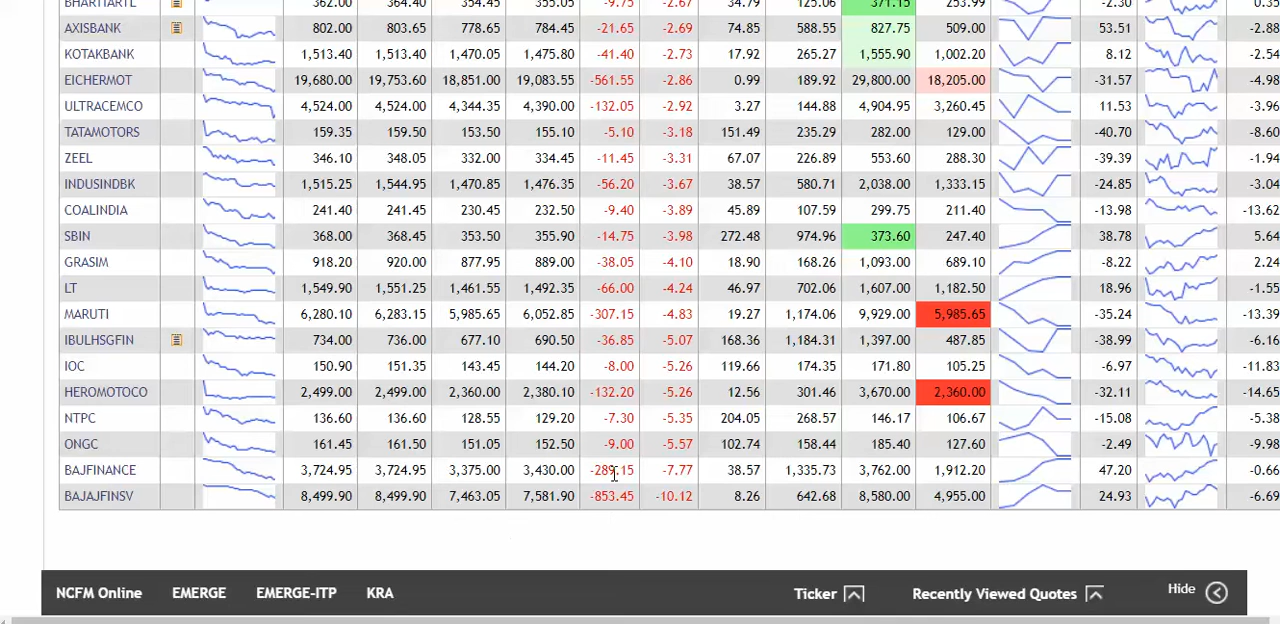 BHARTIARTL 362.00 364.40 354.45 355.05 -9.75 -2.67 34.79 125.06 371.15 253.99 -2.30 0.35
AXISBANK 802.00 803.65 778.65 784.45 -21.65 -2.69 74.85 588.55 827.75 509.00 53.51 -2.88
KOTAKBANK 1,513.40 1,513.40 1,470.05 1,475.80 -41.40 -2.73 17.92 265.27 1,555.90 1,002.20 8.12 -2.54
EICHERMOT 19,680.00 19,753.60 18,851.00 19,083.55 -561.55 -2.86 0.99 189.92 29,800.00 18,205.00 -31.57 -4.98
ULTRACEMCO 4,524.00 4,524.00 4,344.35 4,390.00 -132.05 -2.92 3.27 144.88 4,904.95 3,260.45 11.53 -3.96
TATAMOTORS 159.35 159.50 153.50 155.10 -5.10 -3.18 151.49 235.29 282.00 129.00 -40.70 -8.60
ZEEL 346.10 348.05 332.00 334.45 -11.45 -3.31 67.07 226.89 553.60 288.30 -39.39 -1.94
INDUSINDBK 1,515.25 1,544.95 1,470.85 1,476.35 -56.20 -3.67 38.57 580.71 2,038.00 1,333.15 -24.85 -3.04
COALINDIA 241.40 241.45 230.45 232.50 -9.40 -3.89 45.89 107.59 299.75 211.40 -13.98 -13.62
SBIN 368.00 368.45 353.50 355.90 -14.75 -3.98 272.48 974.96 373.60 247.40 38.78 5.64
GRASIM 918.20 920.00 877.95 889.00 -38.05 -4.10 18.90 168.26 1,093.00 689.10 -8.22 2.24
LT 1,549.90 1,551.25 1,461.55 1,492.35 -66.00 -4.24 46.97 702.06 1,607.00 1,182.50 18.96 -1.55
MARUTI 6,280.10 6,283.15 5,985.65 6,052.85 -307.15 -4.83 19.27 1,174.06 9,929.00 5,985.65 -35.24 -13.39
IBULHSGFIN 734.00 736.00 677.10 690.50 -36.85 -5.07 168.36 1,184.31 1,397.00 487.85 -38.99 -6.16
IOC 150.90 151.35 143.45 144.20 -8.00 -5.26 119.66 174.35 171.80 105.25 -6.97 -11.83
HEROMOTOCO 2,499.00 2,499.00 2,360.00 2,380.10 -132.20 -5.26 12.56 301.46 3,670.00 2,360.00 -32.11 -14.65
NTPC 136.60 136.60 128.55 129.20 -7.30 -5.35 204.05 268.57 146.17 106.67 -15.08 -5.38
ONGC 161.45 161.50 151.05 152.50 -9.00 -5.57 102.74 158.44 185.40 127.60 -2.49 -9.98
BAJFINANCE 3,724.95 3,724.95 3,375.00 3,430.00 -289.15 -7.77 38.57 1,335.73 3,762.00 1,912.20 47.20 -0.66
BAJAJFINSV 8,499.90 8,499.90 7,463.05 7,581.90 -853.45 -10.12 8.26 642.68 8,580.00 4,955.00 24.93 -6.69
NCFM Online EMERGE EMERGE-ITP KRA Ticker Recently Viewed Quotes Hide